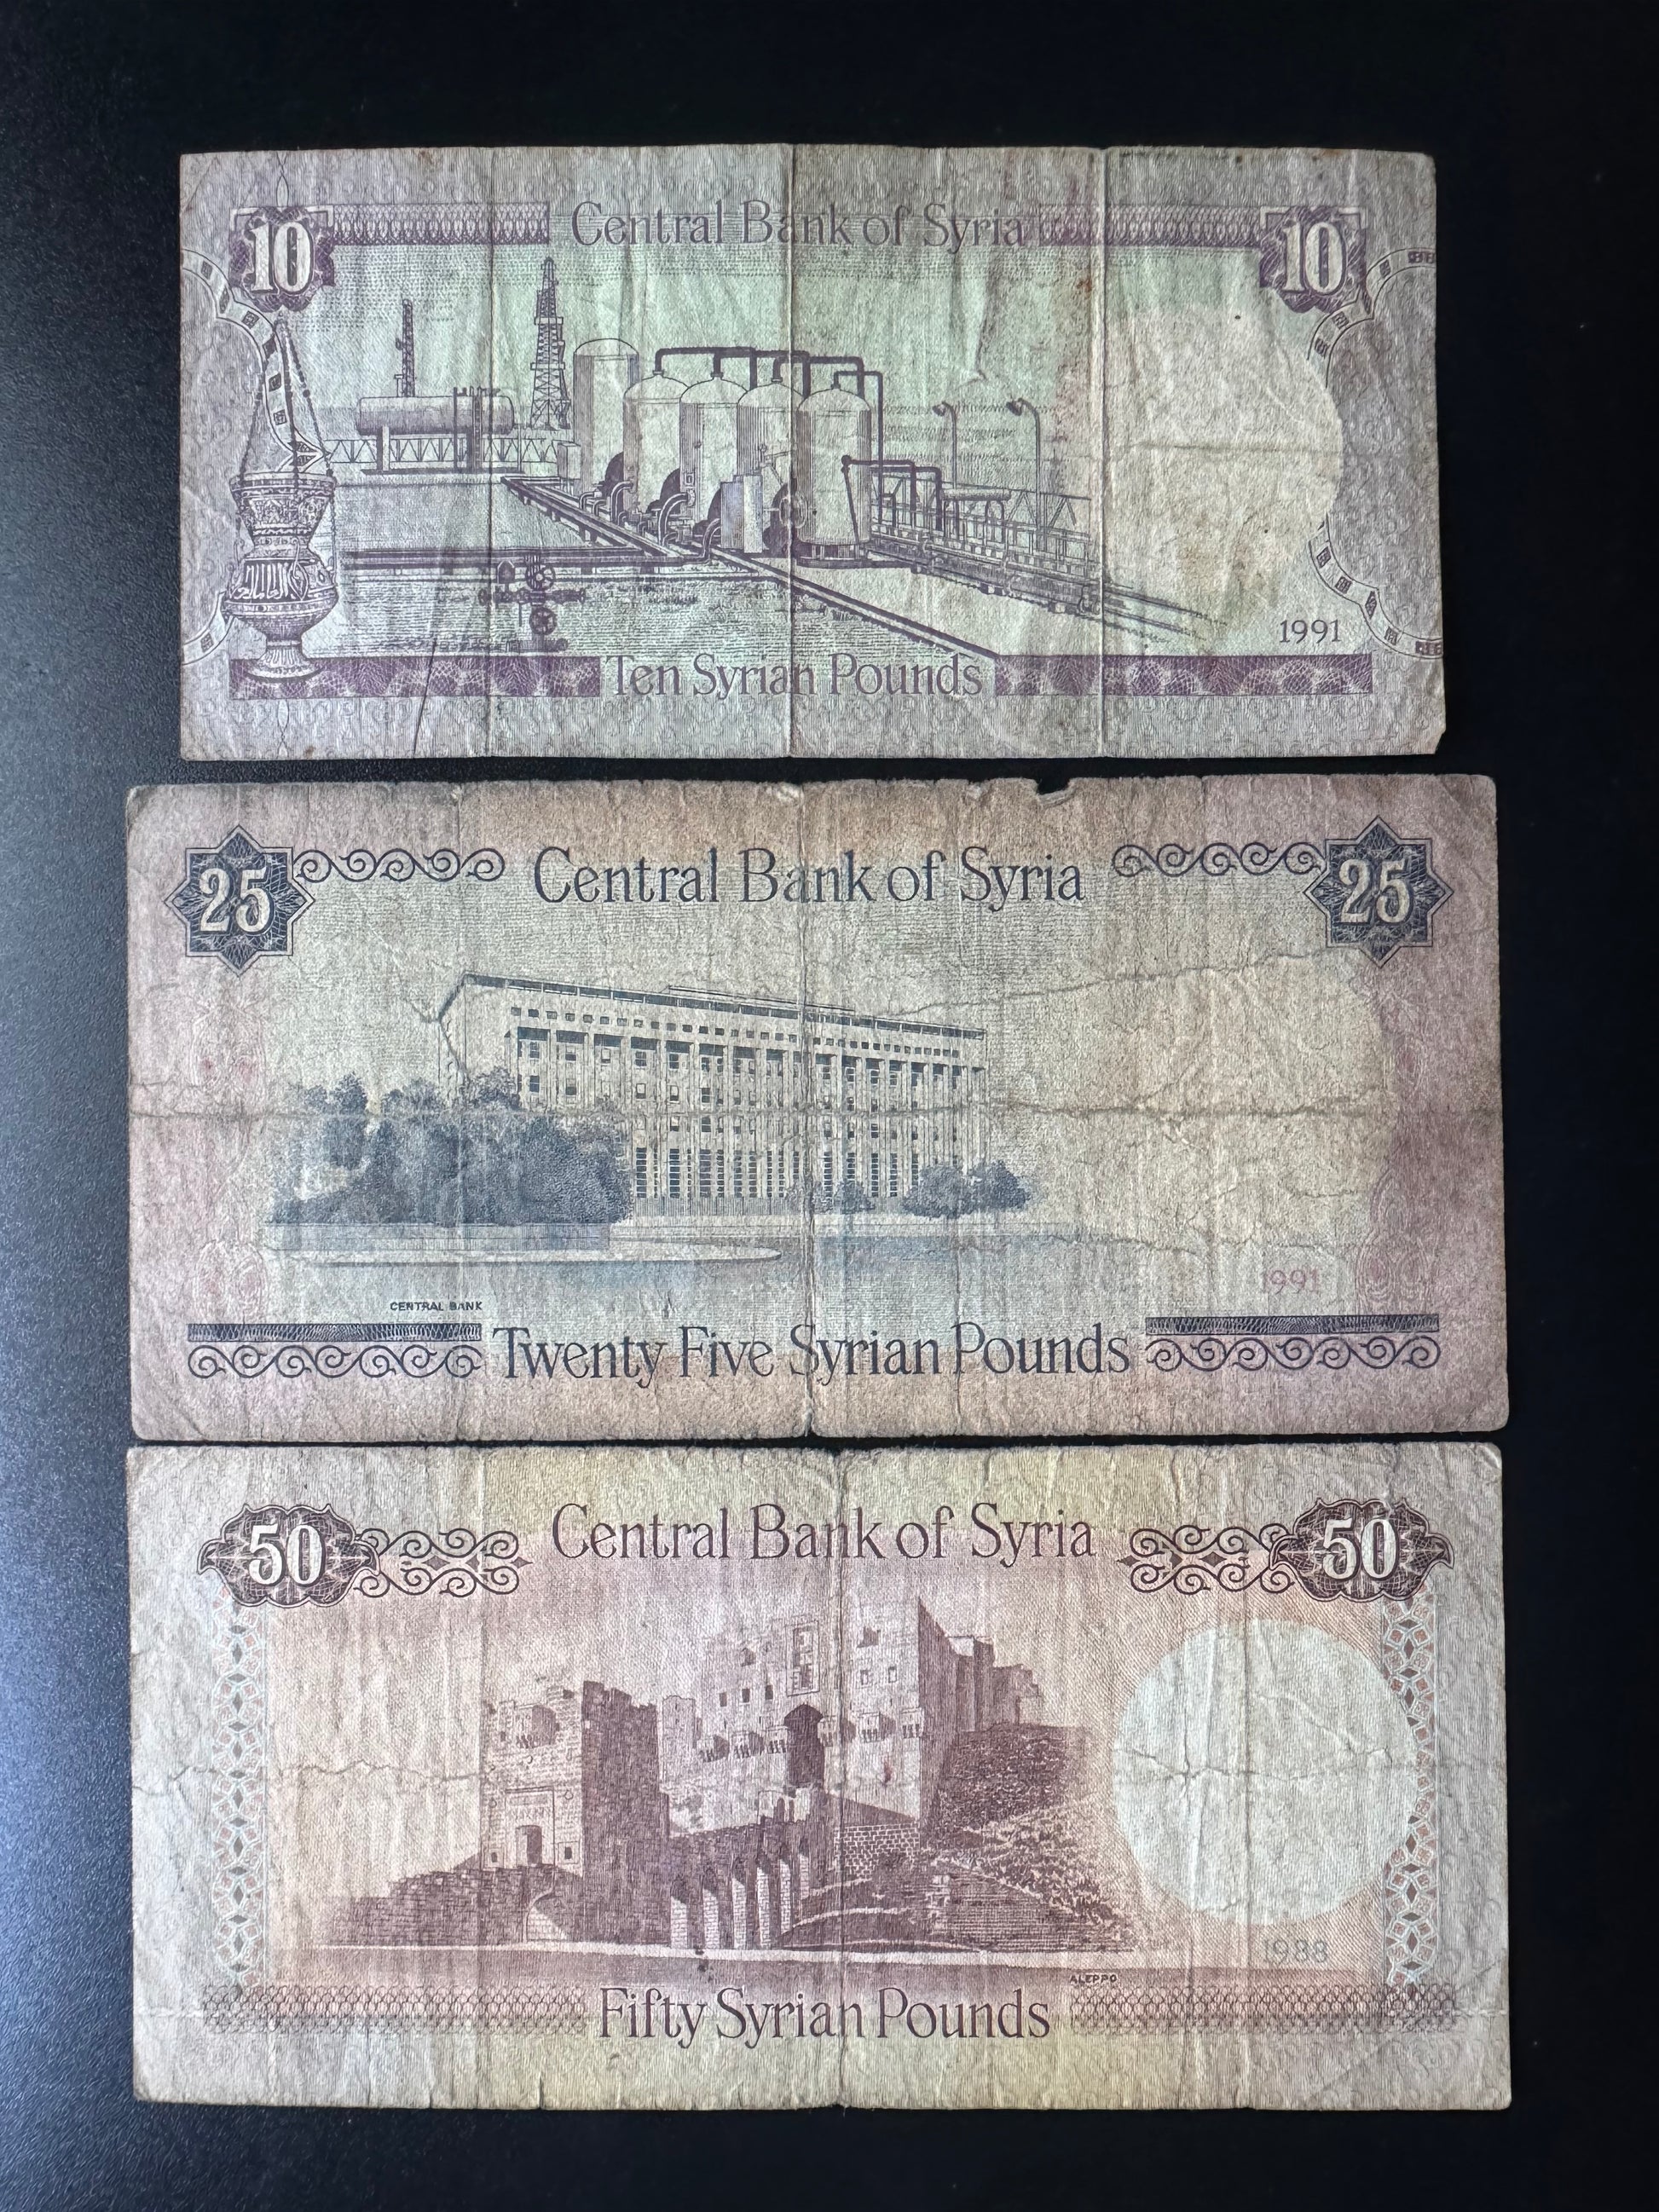 10 Central Bank of Syria 10
1991
Ten Syrian Pounds
25 Central Bank of Syria 25
1991
CENTRAL BANK
Twenty Five Syrian Pounds
50 Central Bank of Syria 50
1988
ALEPPO
Fifty Syrian Pounds